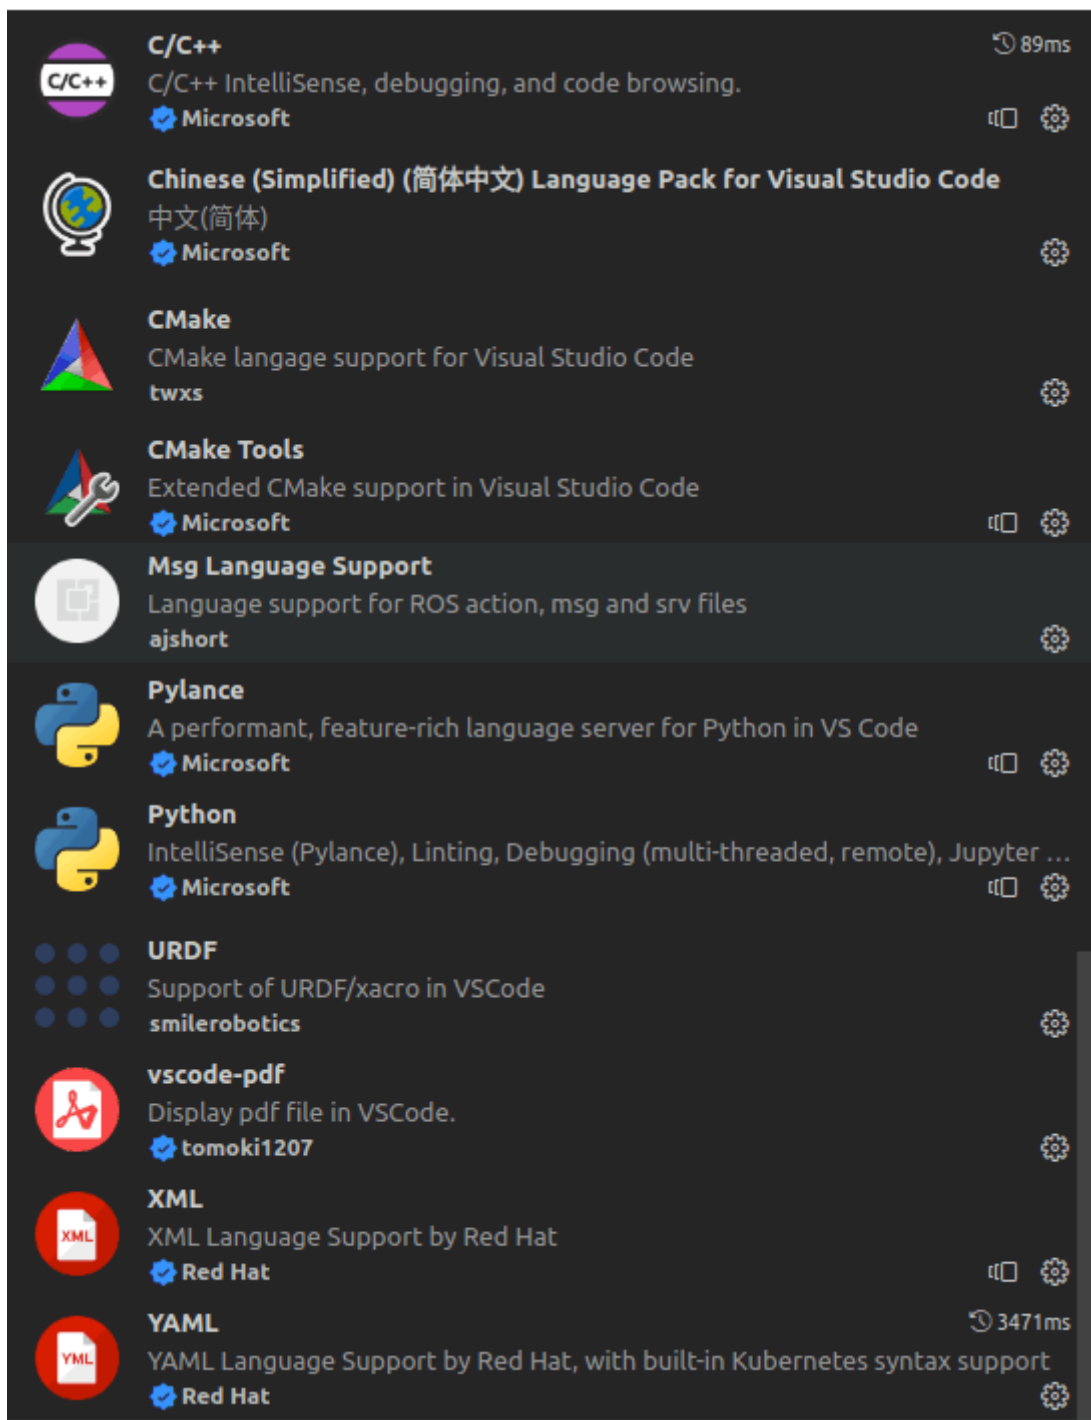 C/C++
89ms
C/C++
C/C++ IntelliSense, debugging, and code browsing.
Microsoft
Chinese (Simplified) (简体中文) Language Pack for Visual Studio Code
中文(简体)
Microsoft
CMake
CMake langage support for Visual Studio Code
twxs
CMake Tools
Extended CMake support in Visual Studio Code
Microsoft
Msg Language Support
Language support for ROS action, msg and srv files
ajshort
Pylance
A performant, feature-rich language server for Python in VS Code
Microsoft
Python
IntelliSense (Pylance), Linting, Debugging (multi-threaded, remote), Jupyter ...
Microsoft
URDF
Support of URDF/xacro in VSCode
smilerobotics
vscode-pdf
Display pdf file in VSCode.
tomoki1207
XML
XML
XML Language Support by Red Hat
Red Hat
YAML
3471ms
YML
YAML Language Support by Red Hat, with built-in Kubernetes syntax support
Red Hat